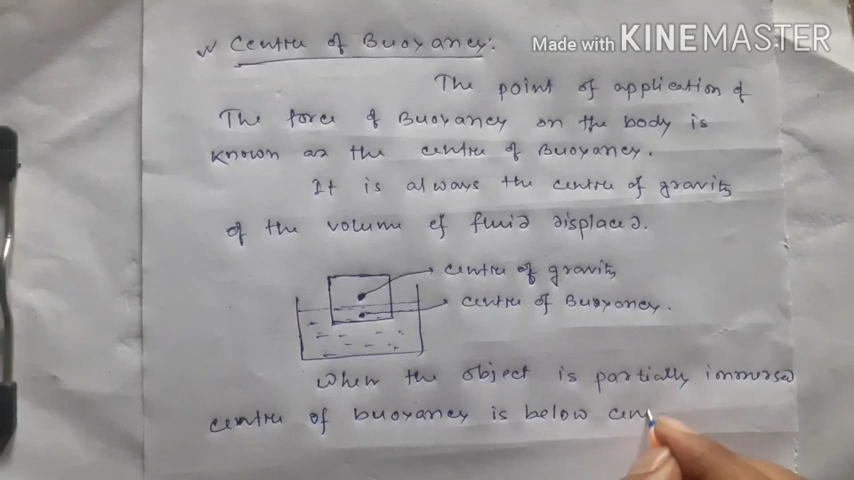 Centre of Buoyancy:
Made with KINEMASTER
The point of application of
The force of Buoyancy on the body is
known as the centre of Buoyancy.
It is always the centre of gravity
of the volume of fluid displaced.
centre of gravity
centre of Buoyancy.
When the object is partially immersed
centre of buoyancy is below cen